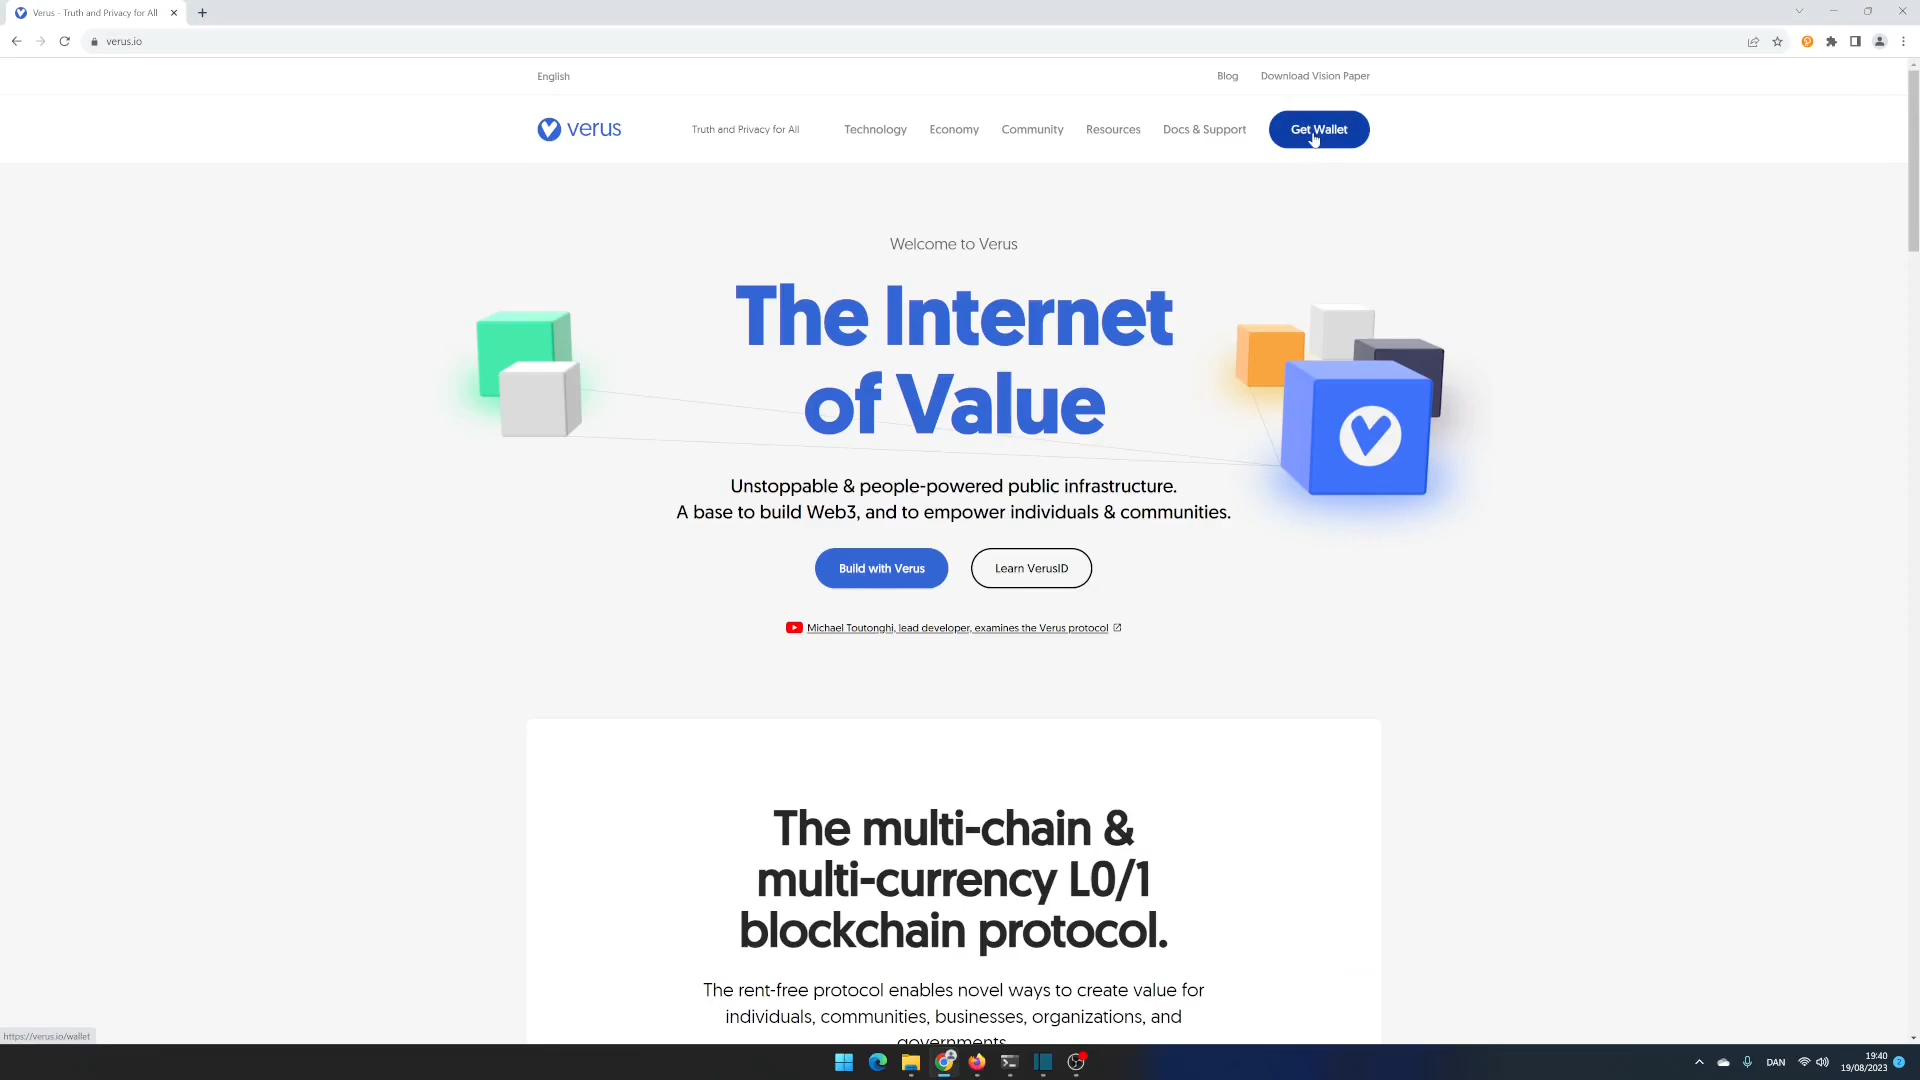 Verus - Truth and Privacy for All
verus.io
English
Blog
Download Vision Paper
verus
Truth and Privacy for All
Technology
Economy
Community
Resources
Docs & Support
Get Wallet
Welcome to Verus
The Internet
of Value
Unstoppable & people-powered public infrastructure.
A base to build Web3, and to empower individuals & communities.
Build with Verus
Learn VerusID
Michael Toutonghi, lead developer, examines the Verus protocol
The multi-chain &
multi-currency L0/1
blockchain protocol.
The rent-free protocol enables novel ways to create value for
individuals, communities, businesses, organizations, and
governments.
https://verus.io/wallet
DAN
19:40
19/08/2023
2